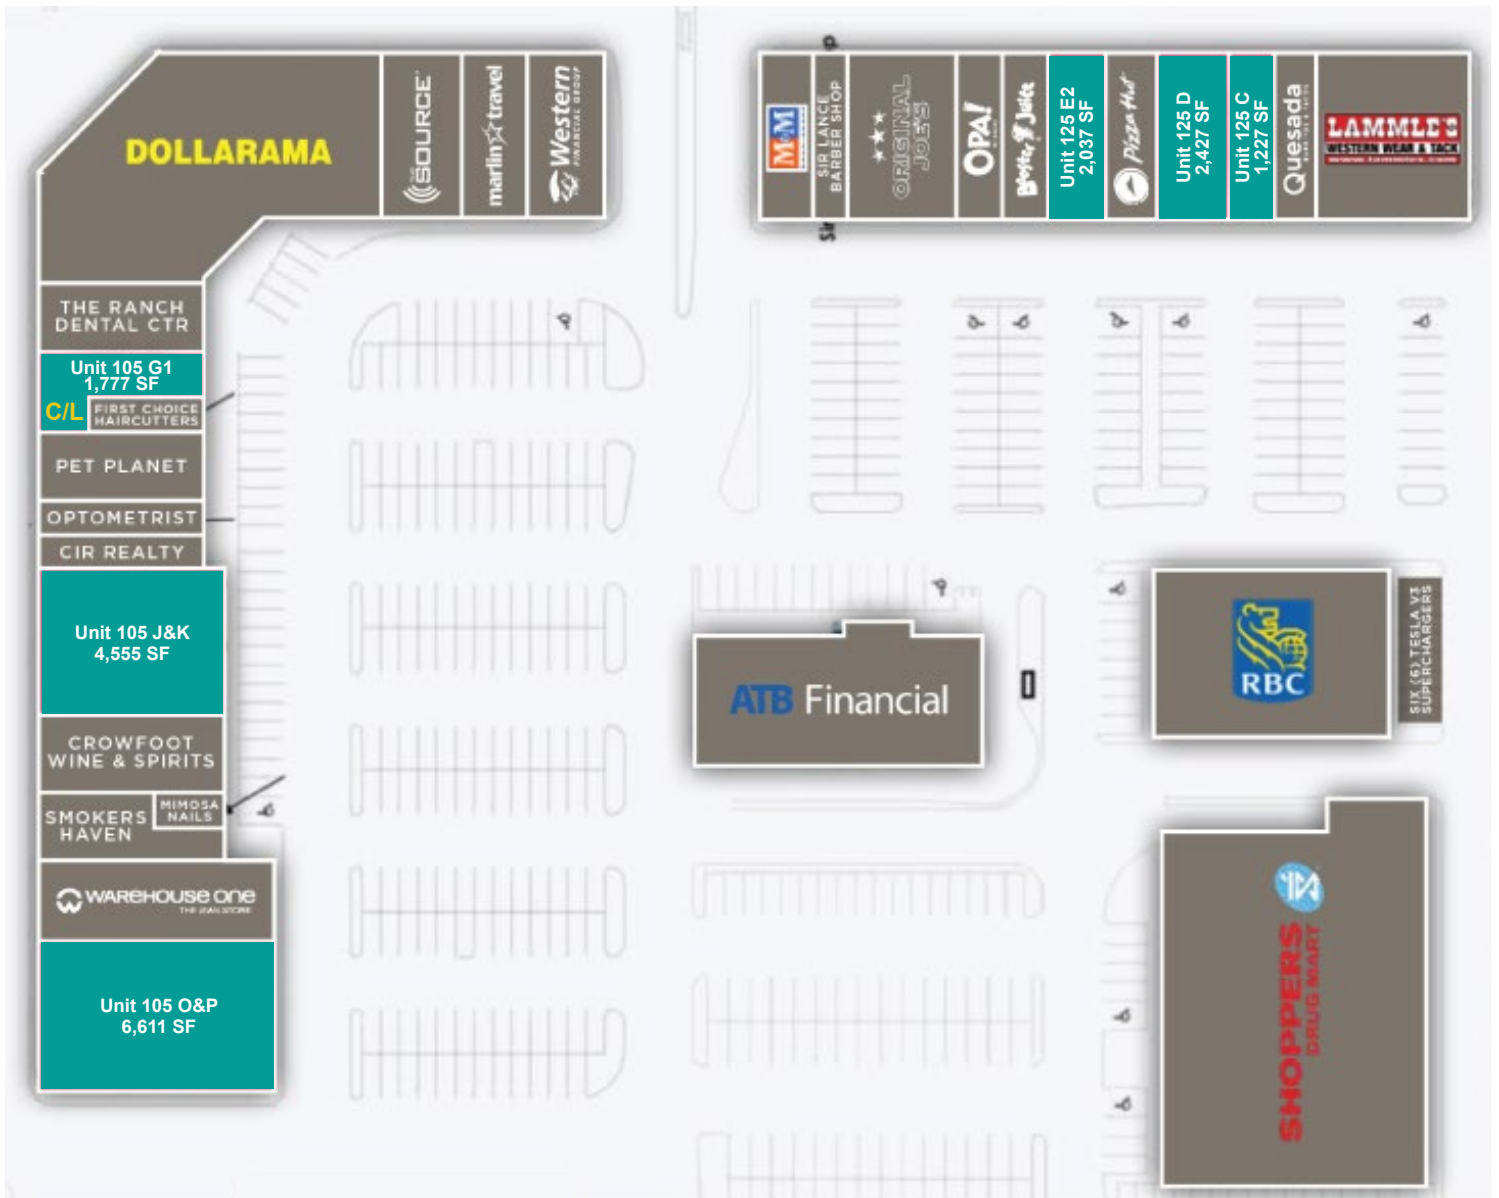 DOLLARAMA
THE SOURCE
marlin travel
Western
FINANCIAL GROUP
M&M
SIR LANCE
BARBER SHOP
ORIGINAL
JOE'S
OPA!
Booster Juice
Unit 125 E2
2,037 SF
Pizza Hut
Unit 125 D
2,427 SF
Unit 125 C
1,227 SF
Quesada
LAMMLE'S
WESTERN WEAR & TACK
THE RANCH
DENTAL CTR
Unit 105 G1
1,777 SF
C/L
FIRST CHOICE
HAIRCUTTERS
PET PLANET
OPTOMETRIST
CIR REALTY
Unit 105 J&K
4,555 SF
CROWFOOT
WINE & SPIRITS
SMOKERS
HAVEN
MIMOSA
NAILS
WAREHOUSE ONE
THE JEAN STORE
Unit 105 O&P
6,611 SF
ATB Financial
RBC
SIX (6) TESLA V3
SUPERCHARGERS
SHOPPERS
DRUG MART